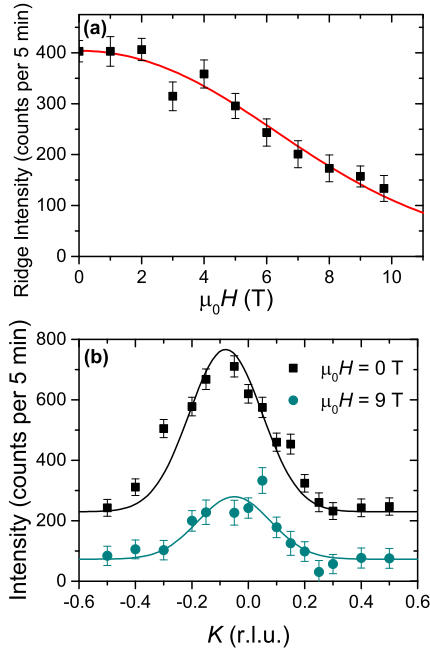 (a)
400
300
200
100
0
Ridge Intensity (counts per 5 min)
0 2 4 6 8 10
μ₀H (T)
(b)
μ₀H = 0 T
μ₀H = 9 T
800
600
400
200
0
Intensity (counts per 5 min)
-0.6 -0.4 -0.2 0.0 0.2 0.4 0.6
K (r.l.u.)